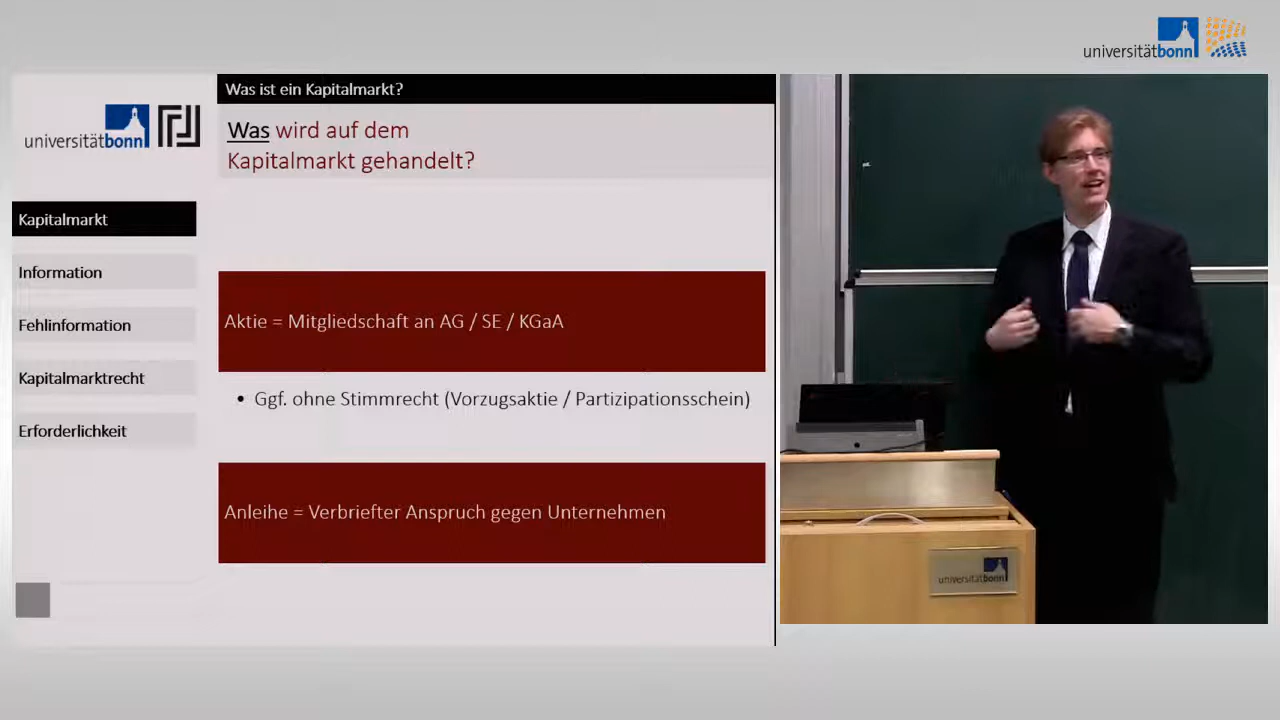 universitätbonn
universitätbonn
Kapitalmarkt
Information
Fehlinformation
Kapitalmarktrecht
Erforderlichkeit
Was ist ein Kapitalmarkt?
Was wird auf dem
Kapitalmarkt gehandelt?
Aktie = Mitgliedschaft an AG / SE / KGaA
• Ggf. ohne Stimmrecht (Vorzugsaktie / Partizipationsschein)
Anleihe = Verbriefter Anspruch gegen Unternehmen
universitätbonn